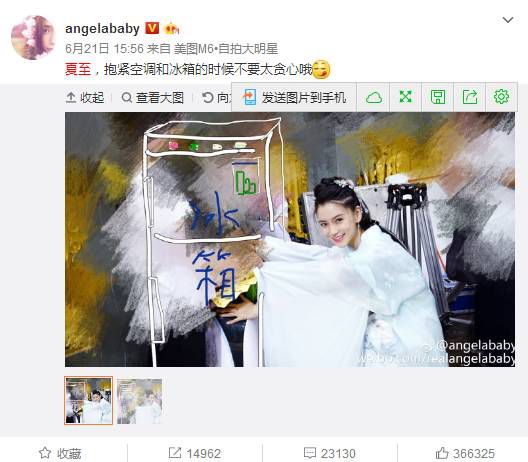 angelababy
6月21日 15:56 来自 美图M6•自拍大明星
夏至，抱紧空调和冰箱的时候不要太贪心哦
收起 查看大图 向 发送图片到手机
冰
箱
@angelababy
weibo.com/realangelababy
收藏 14962 23130 366325